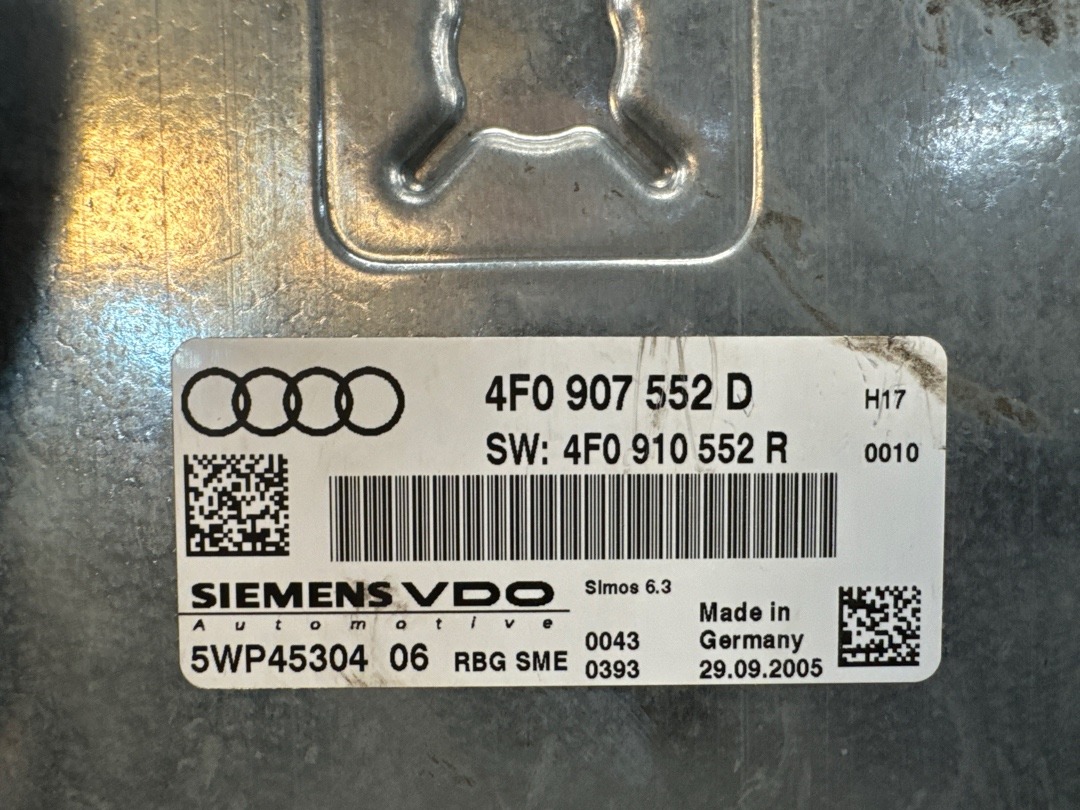 4F0 907 552 D H17
SW: 4F0 910 552 R 0010
SIEMENS VDO Simos 6.3
Automotive
Made in
0043 Germany
5WP45304 06 RBG SME 0393 29.09.2005